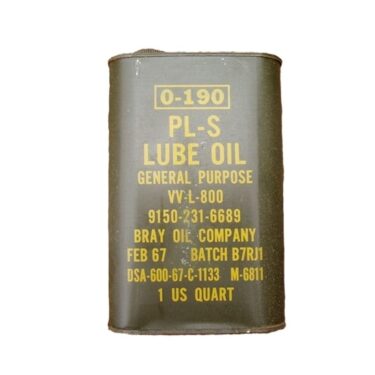 O-190
PL-S
LUBE OIL
GENERAL PURPOSE
VV-L-800
9150-231-6689
BRAY OIL COMPANY
FEB 67 BATCH B7RJ1
DSA-600-67-C-1133 M-6811
1 US QUART